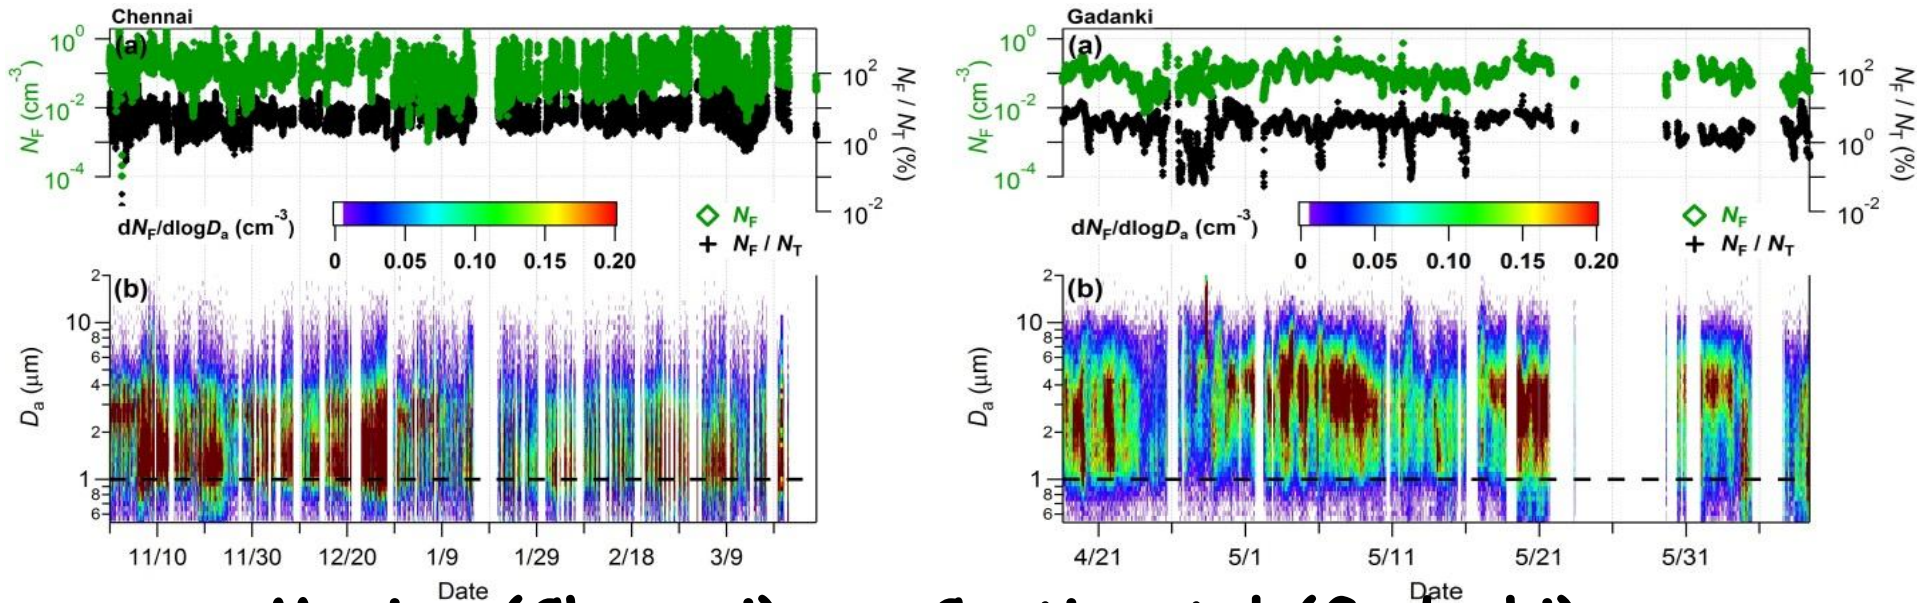 Chennai
(a)
10^0
10^-2
10^-4
N_F (cm^-3)
10^2
10^0
10^-2
N_F / N_T (%)
dN_F/dlogD_a (cm^-3)
0 0.05 0.10 0.15 0.20
N_F
N_F / N_T
(b)
2
10
8
6
4
2
1
8
6
D_a (µm)
11/10 11/30 12/20 1/9 1/29 2/18 3/9
Date
Gadanki
(a)
10^0
10^-2
10^-4
N_F (cm^-3)
10^2
10^0
10^-2
N_F / N_T (%)
dN_F/dlogD_a (cm^-3)
0 0.05 0.10 0.15 0.20
N_F
N_F / N_T
(b)
2
10
8
6
4
2
1
8
6
D_a (µm)
4/21 5/1 5/11 5/21 5/31
Date